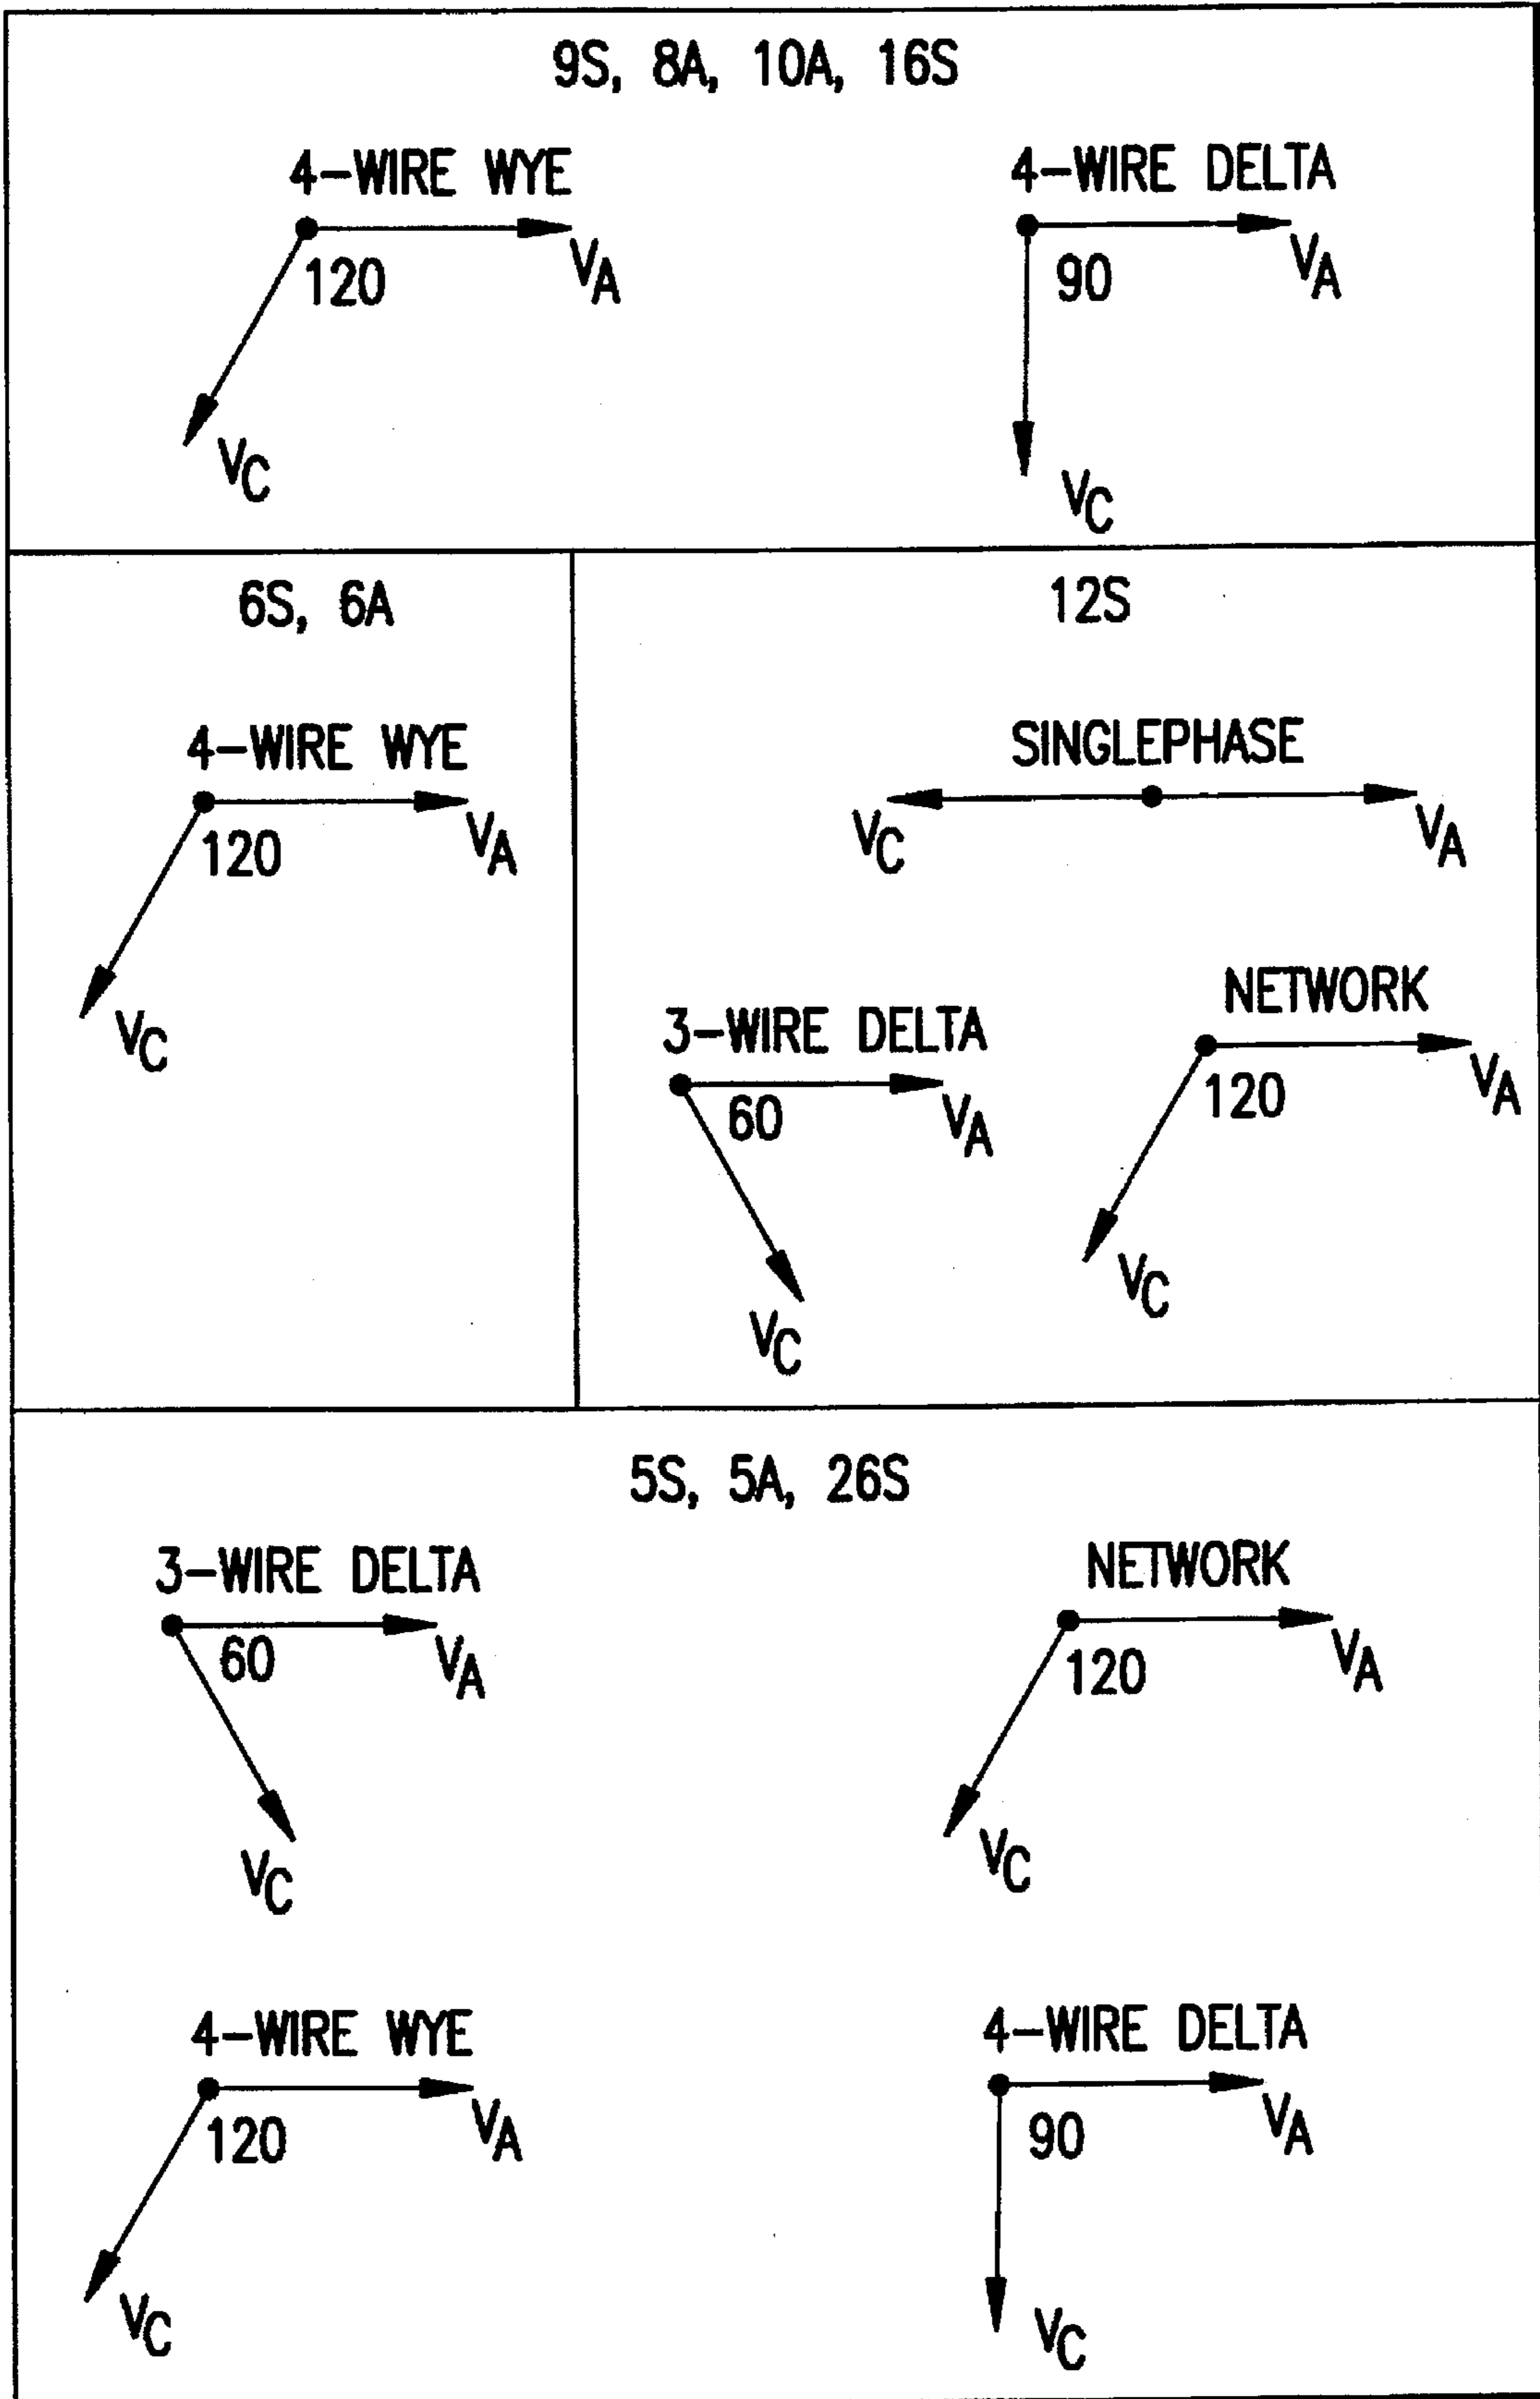 9S, 8A, 10A, 16S
4-WIRE WYE
120
VA
VC
4-WIRE DELTA
90
VA
VC
6S, 6A
4-WIRE WYE
120
VA
VC
12S
SINGLEPHASE
VC
VA
3-WIRE DELTA
60
VA
VC
NETWORK
120
VA
VC
5S, 5A, 26S
3-WIRE DELTA
60
VA
VC
NETWORK
120
VA
VC
4-WIRE WYE
120
VA
VC
4-WIRE DELTA
90
VA
VC